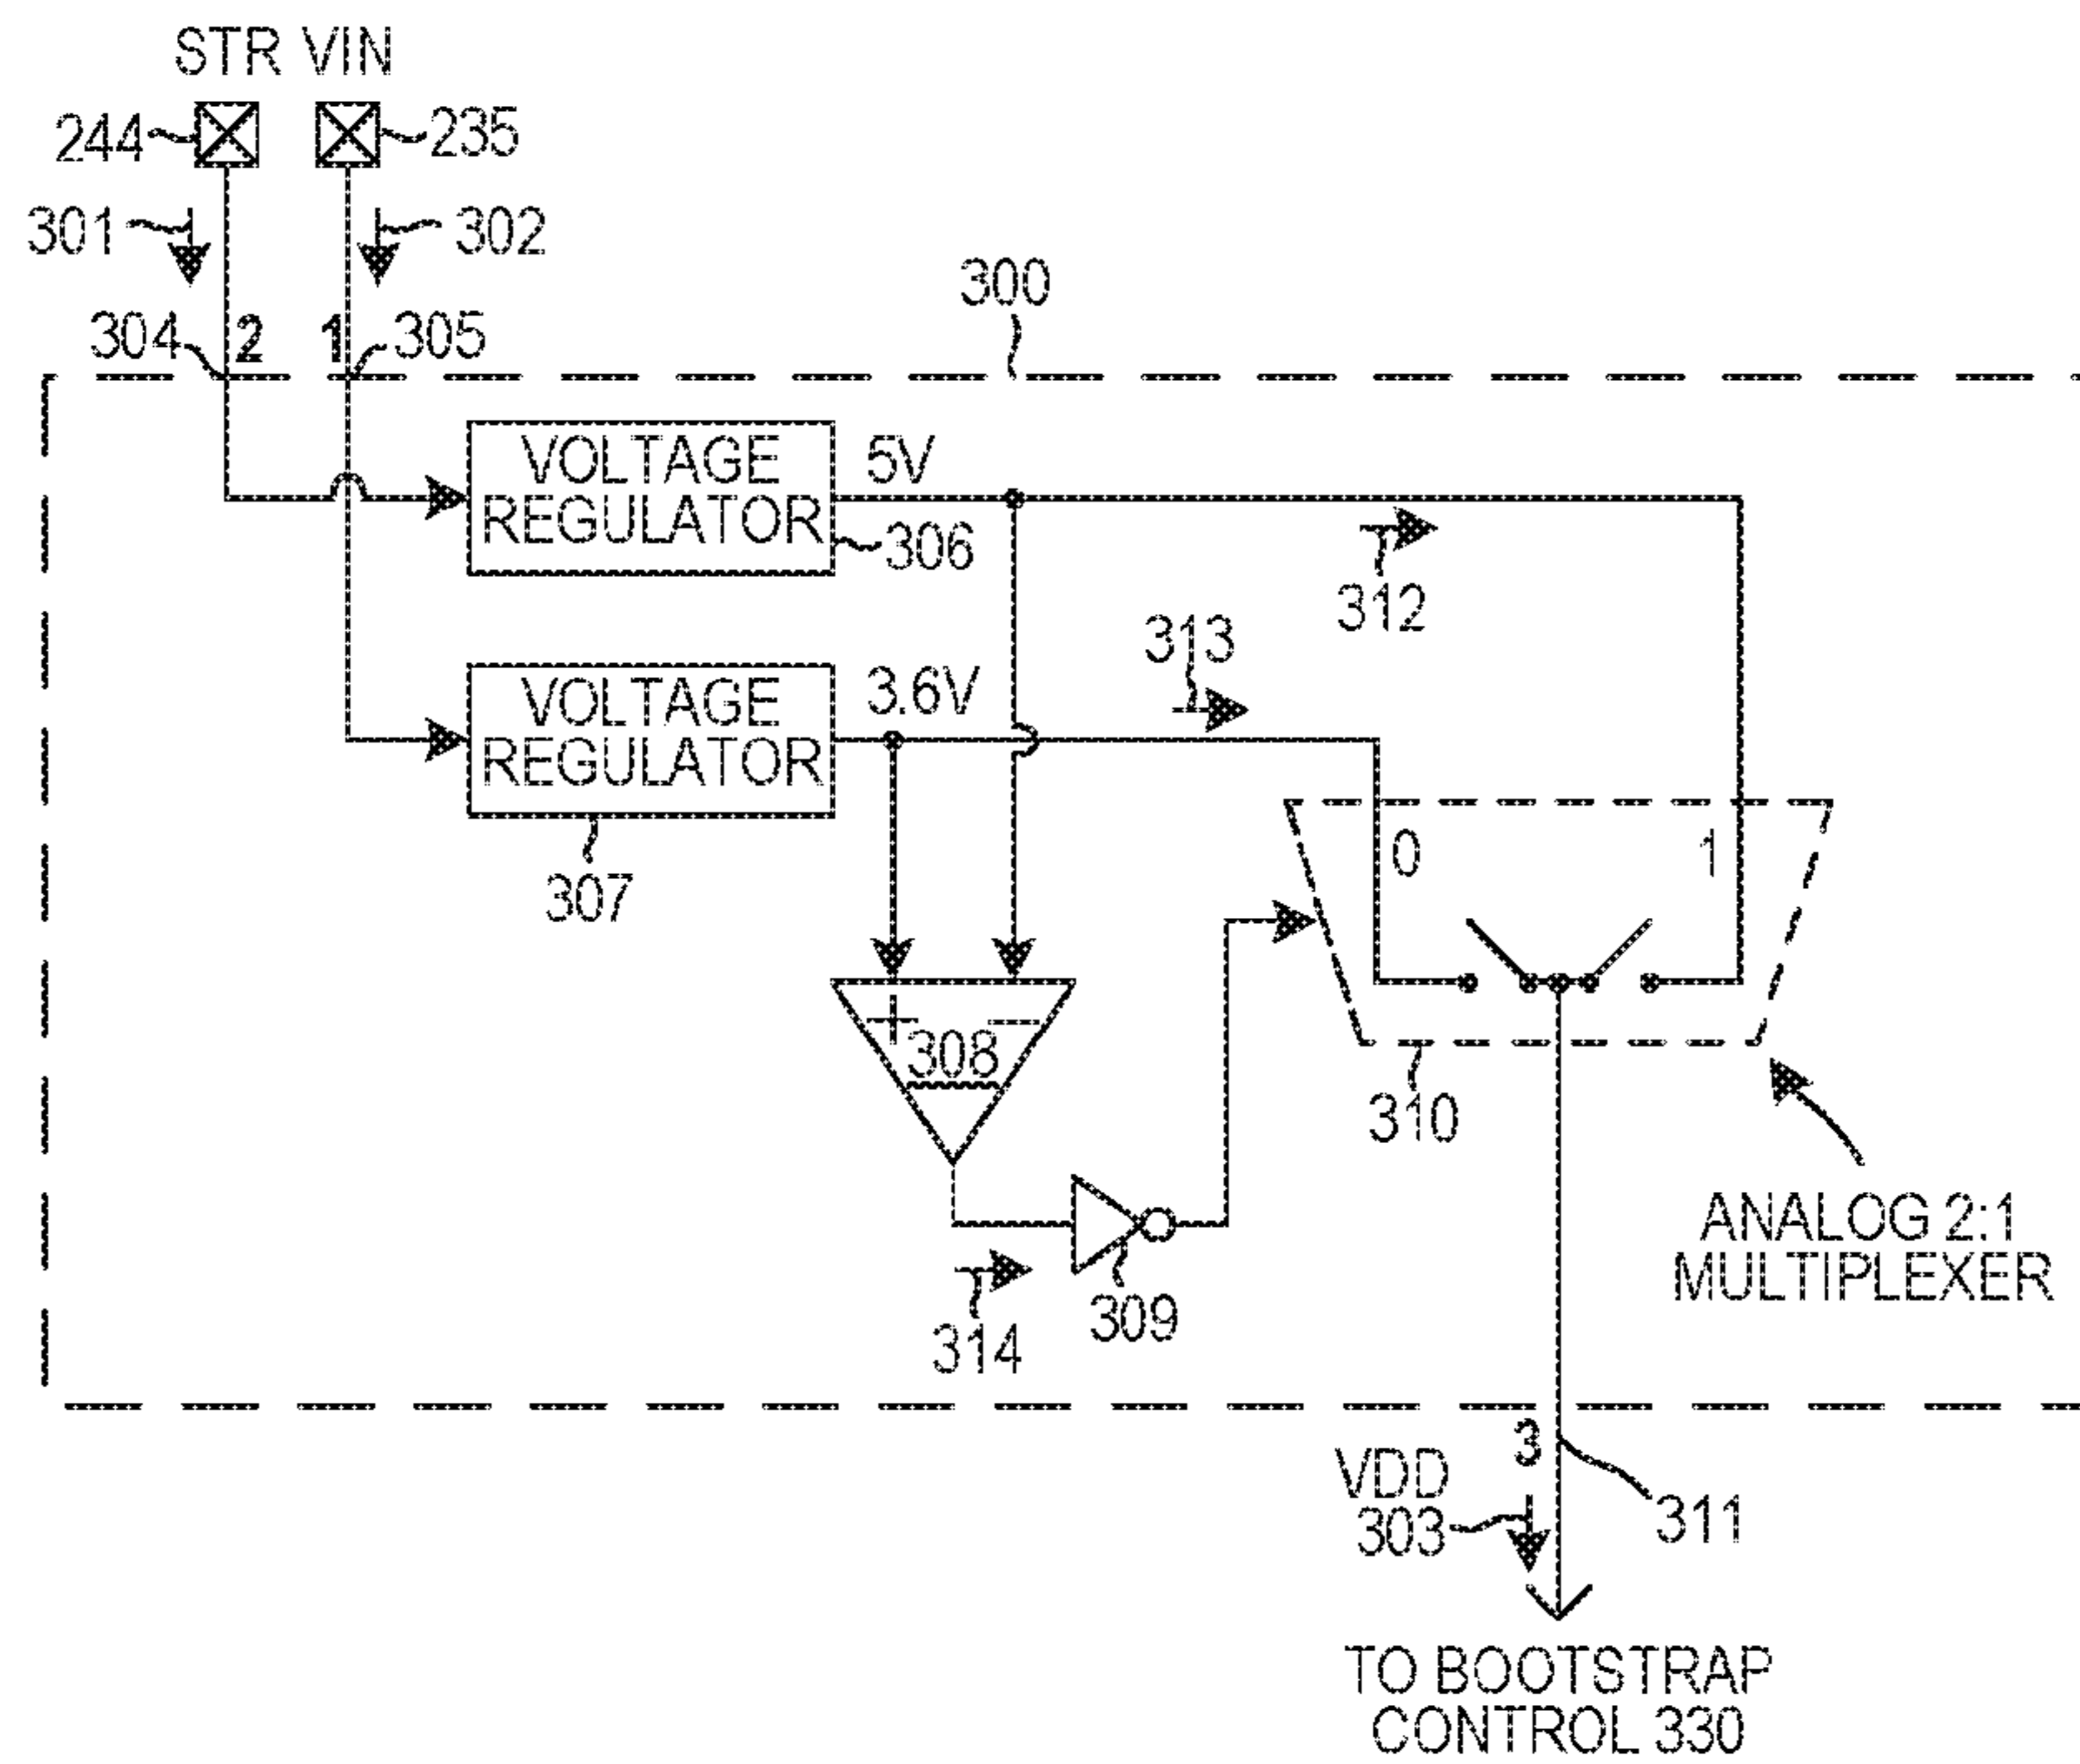 STR VIN
244
235
301
302
300
304
2
1
305
VOLTAGE
REGULATOR
5V
306
312
313
VOLTAGE
REGULATOR
3.6V
307
0
1
+
−
308
310
ANALOG 2:1
MULTIPLEXER
309
314
3
VDD
303
311
TO BOOTSTRAP
CONTROL 330